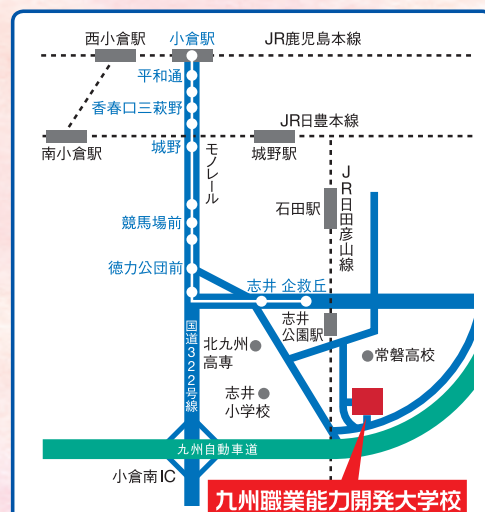 西小倉駅
小倉駅
JR鹿児島本線
平和通
香春口三萩野
JR日豊本線
南小倉駅
城野
城野駅
モノレール
石田駅
JR日田彦山線
競馬場前
徳力公団前
志井
企救丘
志井
公園駅
国道322号線
北九州
高専
常磐高校
志井
小学校
九州自動車道
小倉南IC
九州職業能力開発大学校